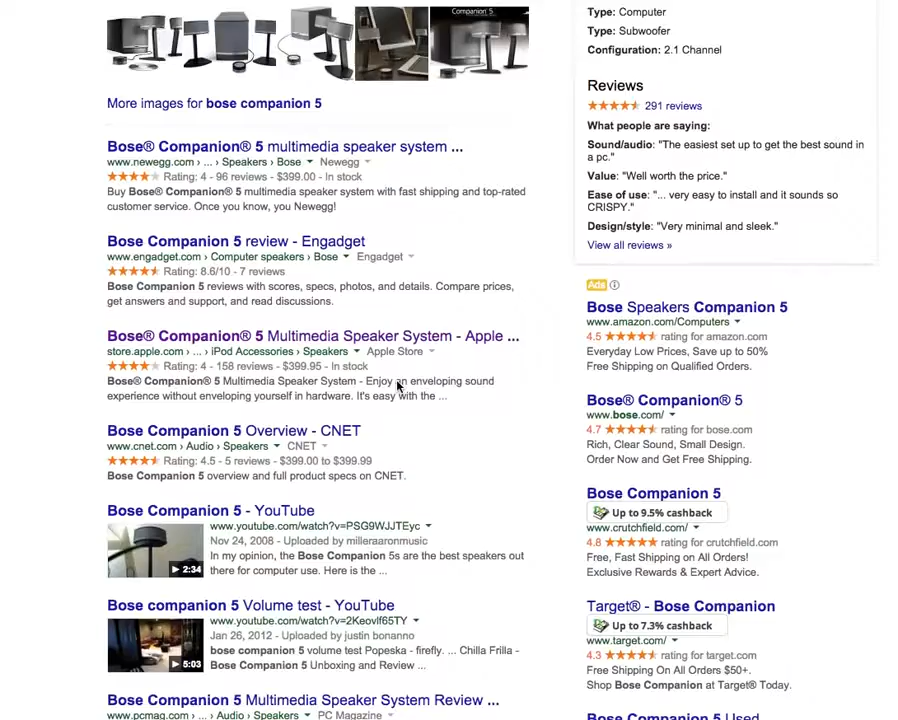 Companion 5
More images for bose companion 5
Bose® Companion® 5 multimedia speaker system ...
www.newegg.com › ... › Speakers › Bose ▼ Newegg ▼
Rating: 4 - 96 reviews - $399.00 - In stock
Buy Bose® Companion® 5 multimedia speaker system with fast shipping and top-rated
customer service. Once you know, you Newegg!
Bose Companion 5 review - Engadget
www.engadget.com › Computer speakers › Bose ▼ Engadget ▼
Rating: 8.6/10 - 7 reviews
Bose Companion 5 reviews with scores, specs, photos, and details. Compare prices,
get answers and support, and read discussions.
Bose® Companion® 5 Multimedia Speaker System - Apple ...
store.apple.com › ... › iPod Accessories › Speakers ▼ Apple Store ▼
Rating: 4 - 158 reviews - $399.95 - In stock
Bose® Companion® 5 Multimedia Speaker System - Enjoy an enveloping sound
experience without enveloping yourself in hardware. It's easy with the ...
Bose Companion 5 Overview - CNET
www.cnet.com › Audio › Speakers ▼ CNET ▼
Rating: 4.5 - 5 reviews - $399.00 to $399.99
Bose Companion 5 overview and full product specs on CNET.
Bose Companion 5 - YouTube
www.youtube.com/watch?v=PSG9WJJTEyc ▼
Nov 24, 2008 - Uploaded by milleraaronmusic
In my opinion, the Bose Companion 5s are the best speakers out
there for computer use. Here is the ...
▶ 2:34
Bose companion 5 Volume test - YouTube
www.youtube.com/watch?v=2Keovlf65TY ▼
Jan 26, 2012 - Uploaded by justin bonanno
bose companion 5 volume test Popeska - firefly. ... Chilla Frilla -
Bose Companion 5 Unboxing and Review ...
▶ 5:03
Bose Companion 5 Multimedia Speaker System Review ...
www.pcmag.com › ... › Audio › Speakers ▼ PC Magazine ▼
Type: Computer
Type: Subwoofer
Configuration: 2.1 Channel
Reviews
291 reviews
What people are saying:
Sound/audio: "The easiest set up to get the best sound in
a pc."
Value: "Well worth the price."
Ease of use: "... very easy to install and it sounds so
CRISPY."
Design/style: "Very minimal and sleek."
View all reviews »
Ads
Bose Speakers Companion 5
www.amazon.com/Computers ▼
4.5 rating for amazon.com
Everyday Low Prices, Save up to 50%
Free Shipping on Qualified Orders.
Bose® Companion® 5
www.bose.com/ ▼
4.7 rating for bose.com
Rich, Clear Sound, Small Design.
Order Now and Get Free Shipping.
Bose Companion 5
Up to 9.5% cashback
www.crutchfield.com/ ▼
4.8 rating for crutchfield.com
Free, Fast Shipping on All Orders!
Exclusive Rewards & Expert Advice.
Target® - Bose Companion
Up to 7.3% cashback
www.target.com/ ▼
4.3 rating for target.com
Free Shipping On All Orders $50+.
Shop Bose Companion at Target® Today.
Bose Companion 5 Used